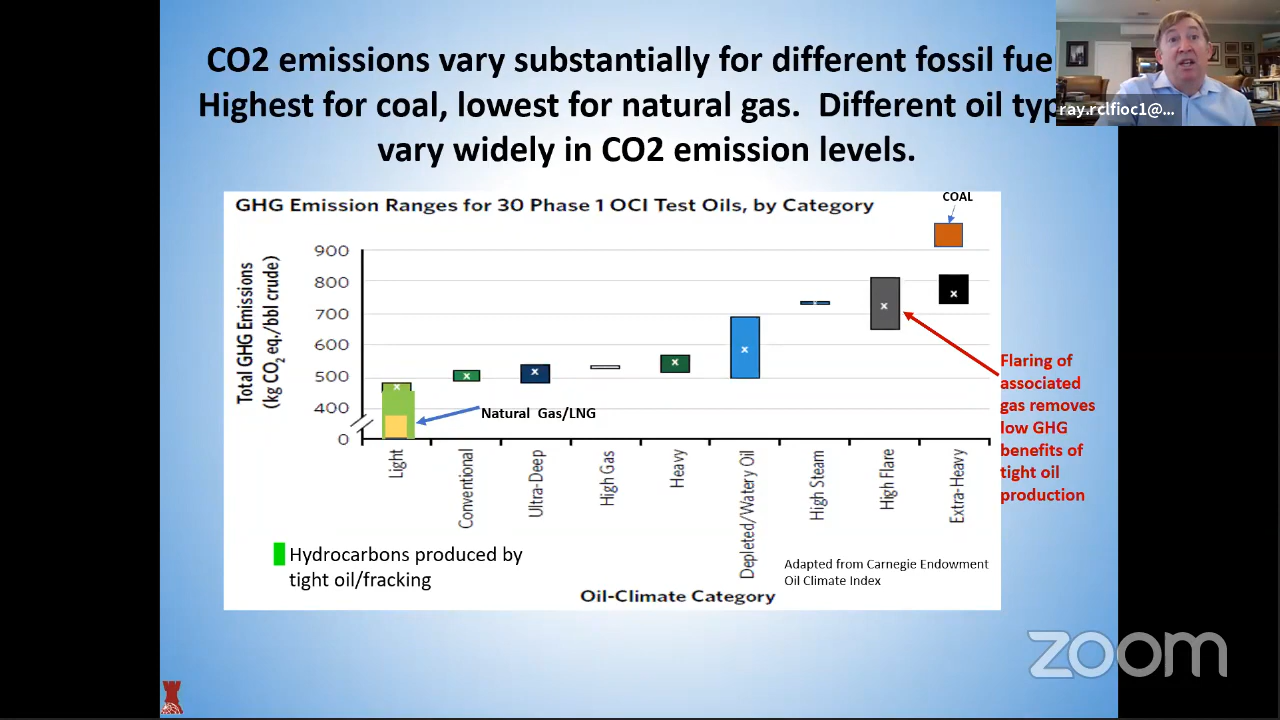 CO2 emissions vary substantially for different fossil fue
Highest for coal, lowest for natural gas. Different oil typ
vary widely in CO2 emission levels.
ray.rclfioc1@...
GHG Emission Ranges for 30 Phase 1 OCI Test Oils, by Category
COAL
Total GHG Emissions
(kg CO2 eq./bbl crude)
900
800
700
600
500
400
0
Natural Gas/LNG
Flaring of
associated
gas removes
low GHG
benefits of
tight oil
production
Light
Conventional
Ultra-Deep
High Gas
Heavy
Depleted/Watery Oil
High Steam
High Flare
Extra-Heavy
Hydrocarbons produced by
tight oil/fracking
Adapted from Carnegie Endowment
Oil Climate Index
Oil-Climate Category
zoom